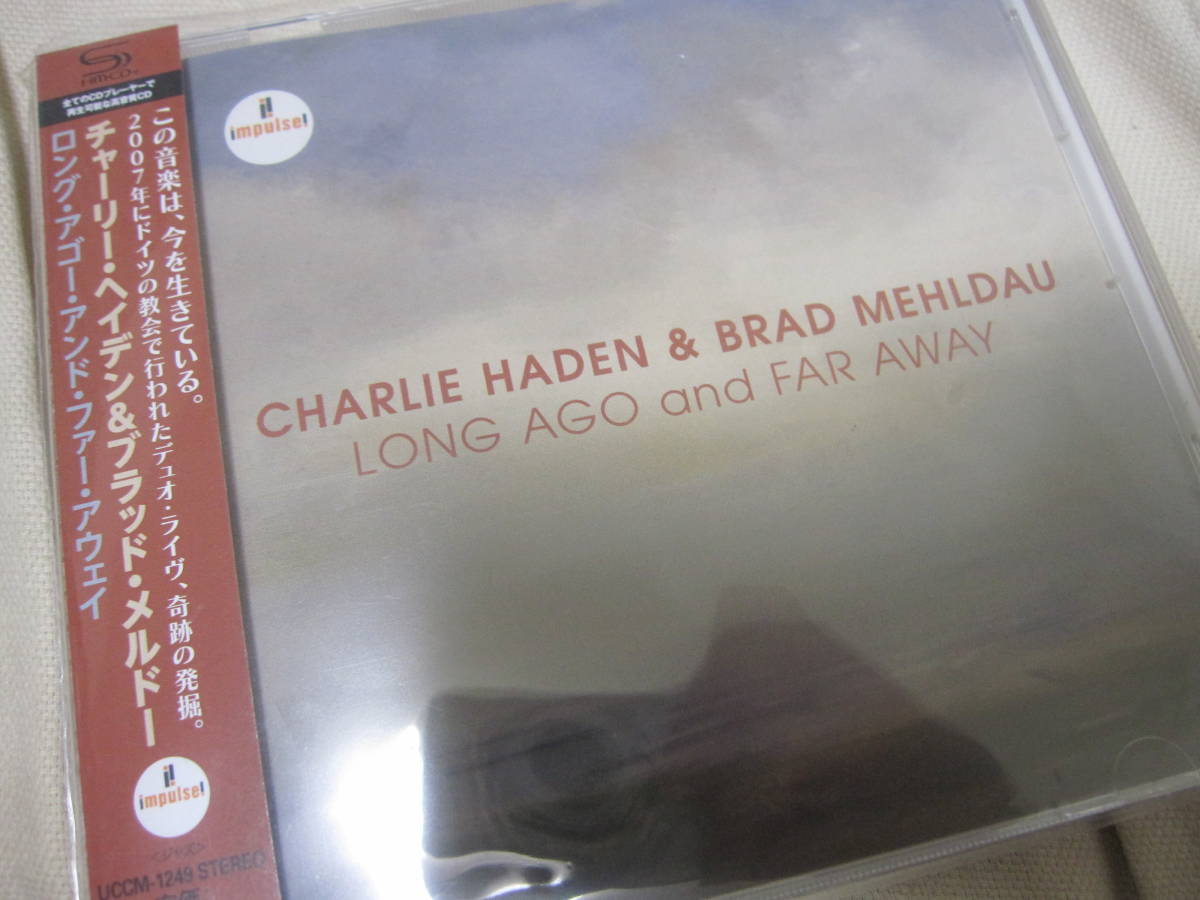 SHM-CD
全てのCDプレーヤーで
再生可能な高音質CD
この音楽は、今を生きている。
2007年にドイツの教会で行われたデュオ・ライヴ、奇跡の発掘。
チャーリー・ヘイデン&ブラッド・メルドー
ロング・アゴー・アンド・ファー・アウェイ
impulse!
<ジャズ>
UCCM-1249 STEREO
impulse!
CHARLIE HADEN & BRAD MEHLDAU
LONG AGO and FAR AWAY